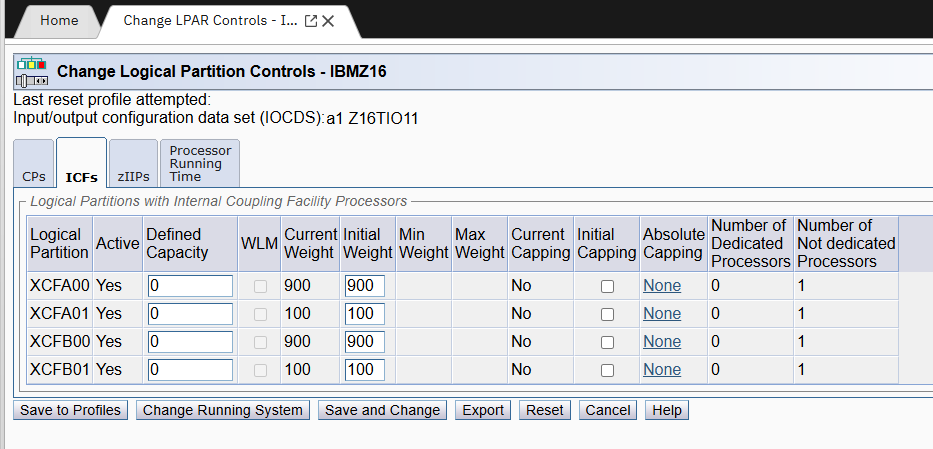 Home
Change LPAR Controls - I...
Change Logical Partition Controls - IBMZ16
Last reset profile attempted:
Input/output configuration data set (IOCDS): a1 Z16TIO11
CPs
ICFs
zIIPs
Processor
Running
Time
Logical Partitions with Internal Coupling Facility Processors
Logical Partition Active Defined Capacity WLM Current Weight Initial Weight Min Weight Max Weight Current Capping Initial Capping Absolute Capping Number of Dedicated Processors Number of Not dedicated Processors
XCFA00 Yes 0 900 900 No None 0 1
XCFA01 Yes 0 100 100 No None 0 1
XCFB00 Yes 0 900 900 No None 0 1
XCFB01 Yes 0 100 100 No None 0 1
Save to Profiles Change Running System Save and Change Export Reset Cancel Help